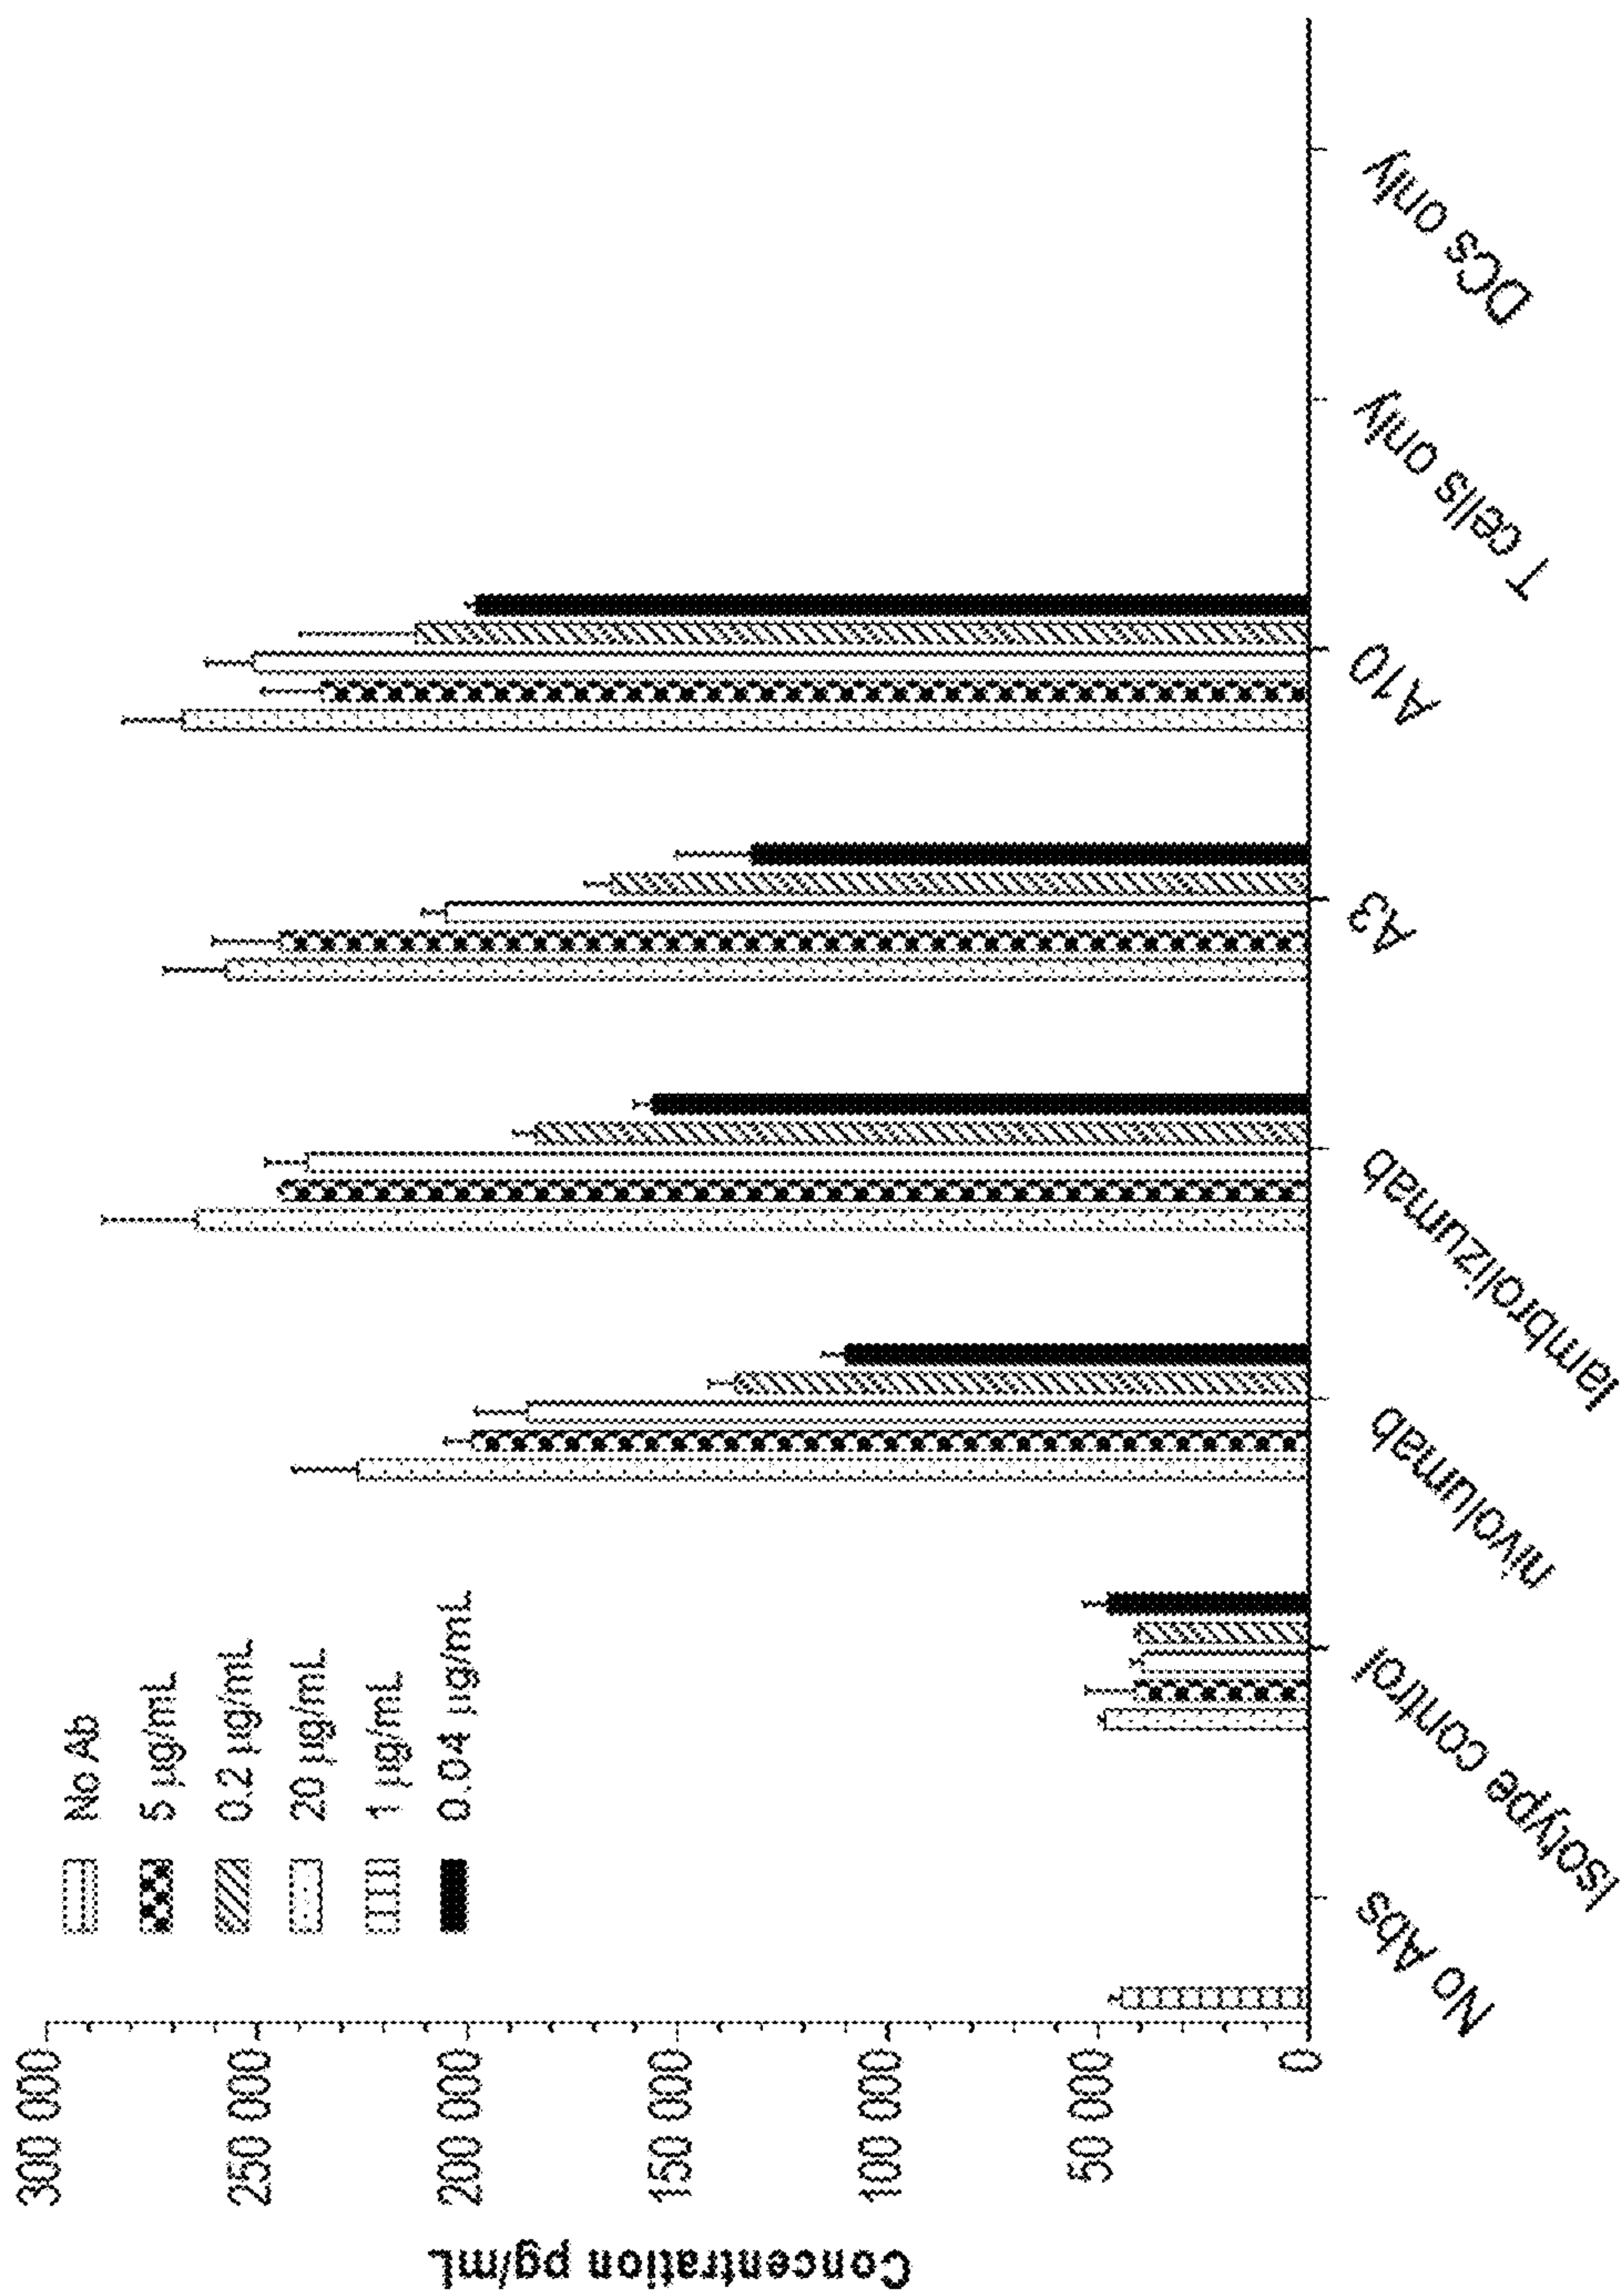 Concentration pg/mL
300 000
250 000
200 000
150 000
100 000
50 000
0
No Ab
5 µg/mL
0.2 µg/mL
20 µg/mL
1 µg/mL
0.04 µg/mL
No Abs
Isotype control
nivolumab
lambrolizumab
A3
A10
T cells only
DCs only